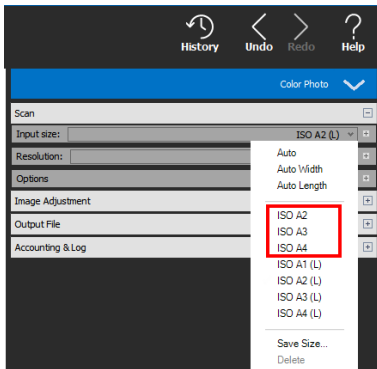 History Undo Redo Help
Color Photo
Scan
Input size: ISO A2 (L)
Resolution:
Options
Image Adjustment
Output File
Accounting & Log
Auto
Auto Width
Auto Length
ISO A2
ISO A3
ISO A4
ISO A1 (L)
ISO A2 (L)
ISO A3 (L)
ISO A4 (L)
Save Size...
Delete